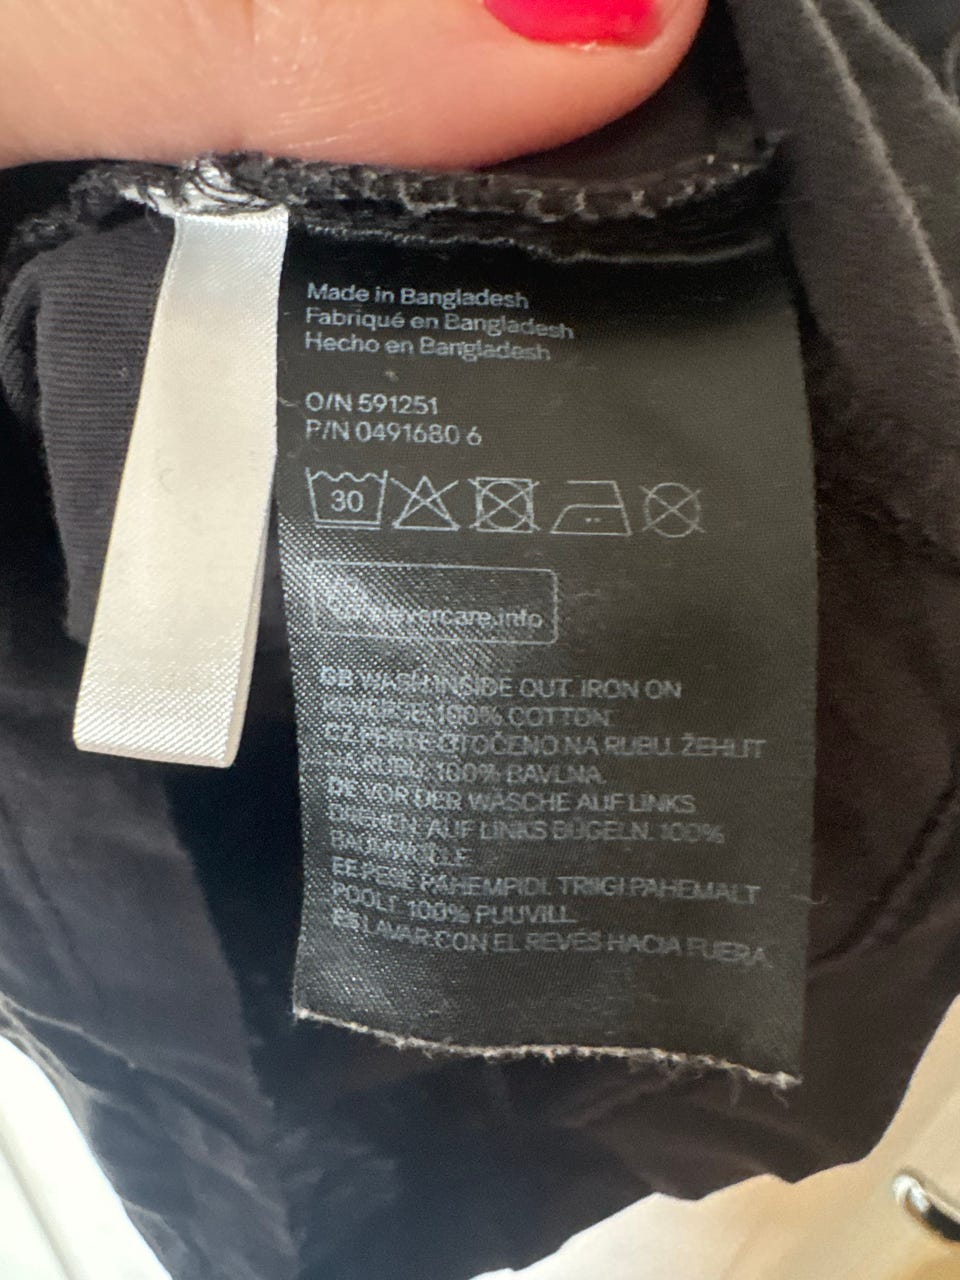 Made in Bangladesh
Fabriqué en Bangladesh
Hecho en Bangladesh
O/N 591251
P/N 0491680 6
30
clevercare.info
GB WASH INSIDE OUT. IRON ON
REVERSE. 100% COTTON
CZ PERTE OTOČENO NA RUBU. ŽEHLIT
NA RUBU. 100% BAVLNA.
DE VOR DER WÄSCHE AUF LINKS
DREHEN. AUF LINKS BÜGELN. 100%
BAUMWOLLE
EE PESE PAHEMPIDI. TRIIGI PAHEMALT
POOLT. 100% PUUVILL
ES LAVAR CON EL REVÉS HACIA FUERA.